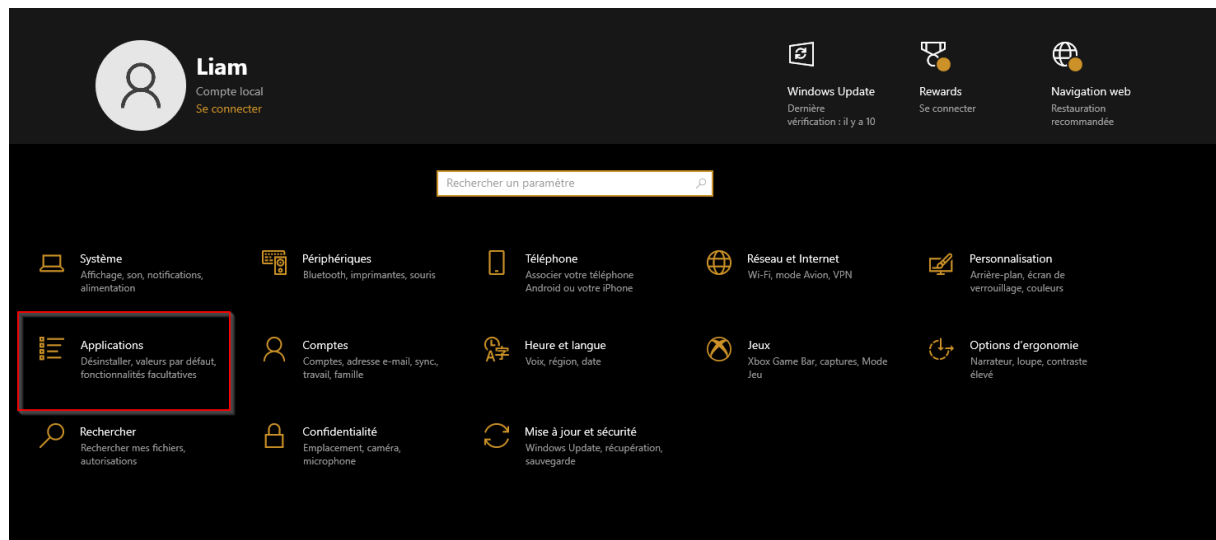 Liam
Compte local
Se connecter
Windows Update
Dernière
vérification : il y a 10
Rewards
Se connecter
Navigation web
Restauration
recommandée
Rechercher un paramètre
Système
Affichage, son, notifications,
alimentation
Périphériques
Bluetooth, imprimantes, souris
Téléphone
Associer votre téléphone
Android ou votre iPhone
Réseau et Internet
Wi-Fi, mode Avion, VPN
Personnalisation
Arrière-plan, écran de
verrouillage, couleurs
Applications
Désinstaller, valeurs par défaut,
fonctionnalités facultatives
Comptes
Comptes, adresse e-mail, sync.,
travail, famille
Heure et langue
Voix, région, date
Jeux
Xbox Game Bar, captures, Mode
Jeu
Options d'ergonomie
Narrateur, loupe, contraste
élevé
Rechercher
Rechercher mes fichiers,
autorisations
Confidentialité
Emplacement, caméra,
microphone
Mise à jour et sécurité
Windows Update, récupération,
sauvegarde